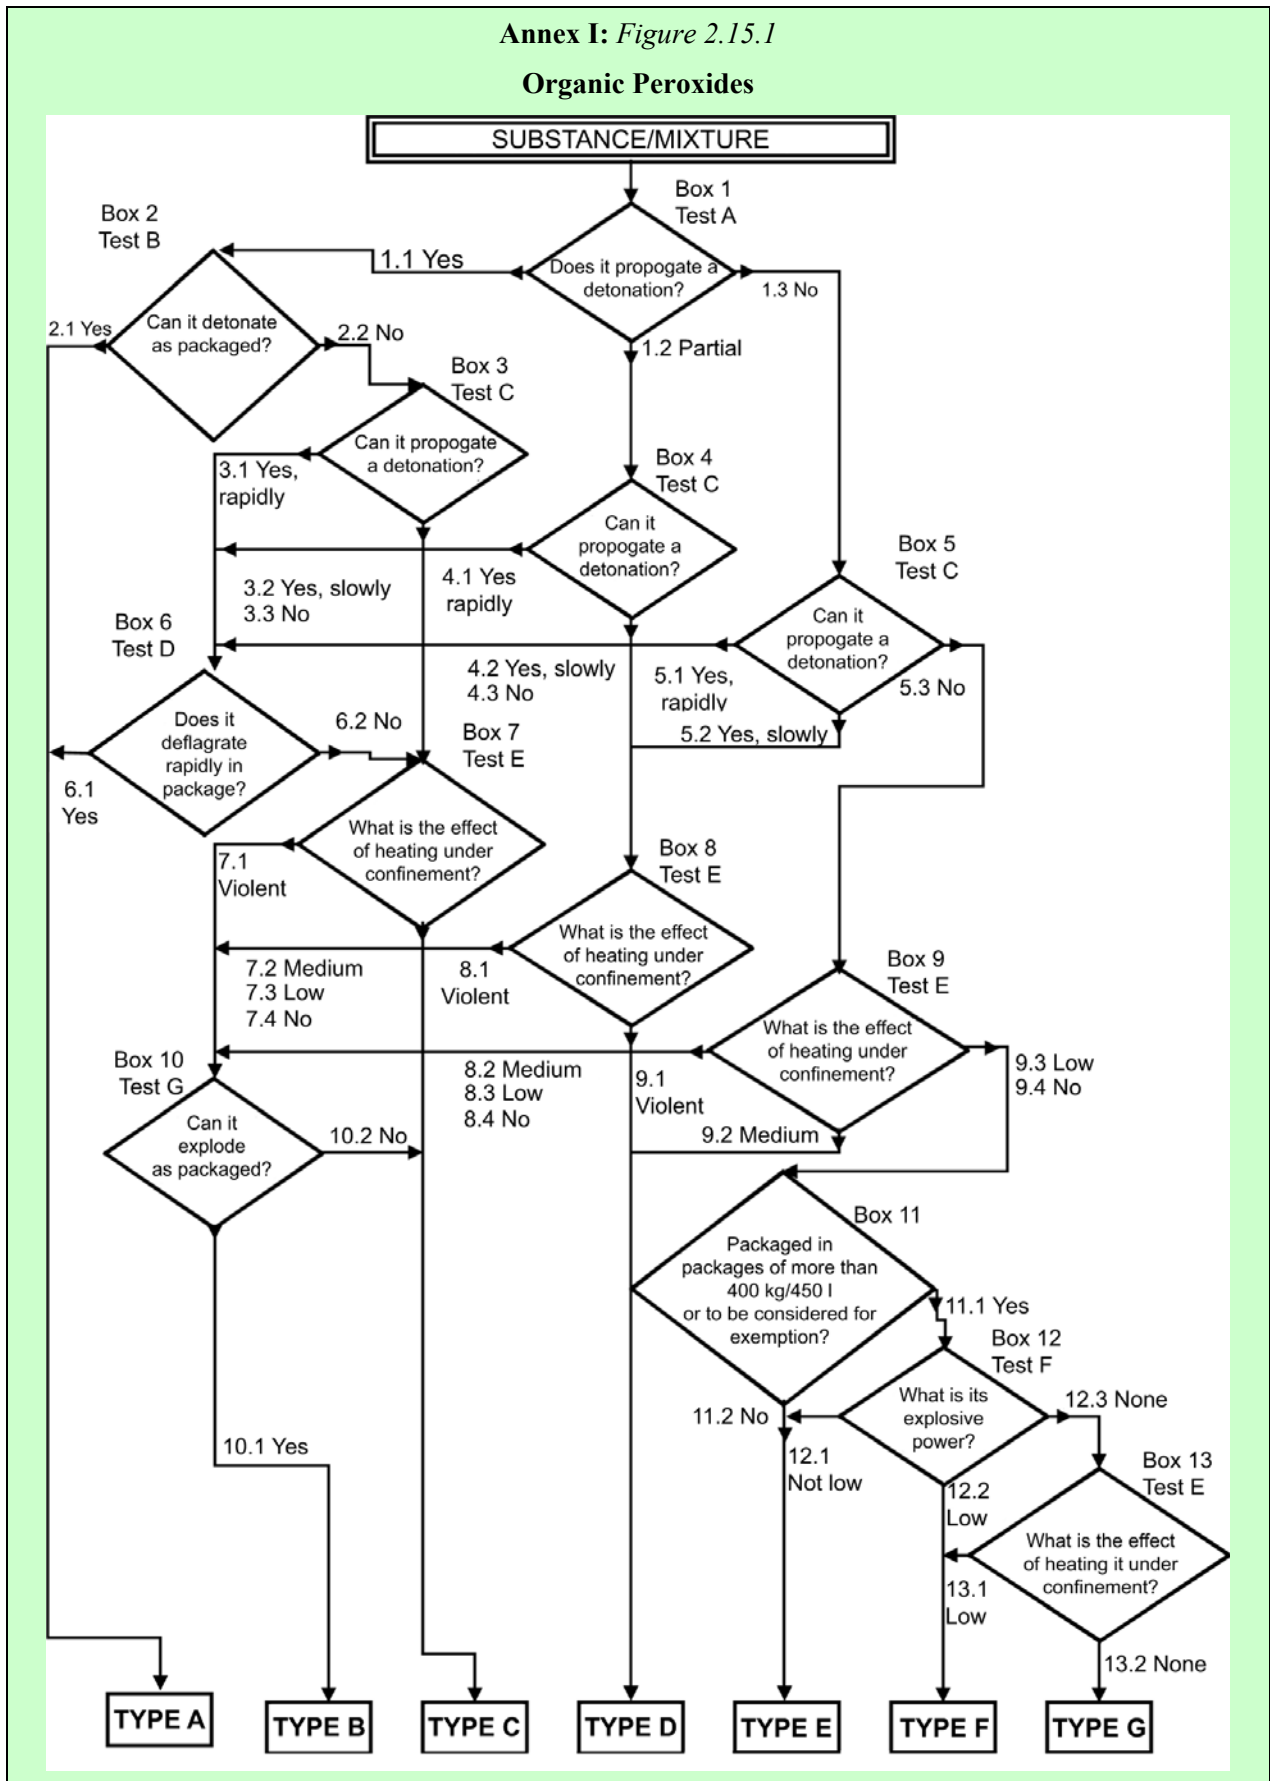 Annex I: Figure 2.15.1
Organic Peroxides
SUBSTANCE/MIXTURE
Box 1
Test A
Does it propogate a
detonation?
1.1 Yes
1.2 Partial
1.3 No
Box 2
Test B
Can it detonate
as packaged?
2.1 Yes
2.2 No
Box 3
Test C
Can it propogate
a detonation?
3.1 Yes,
rapidly
3.2 Yes, slowly
3.3 No
Box 4
Test C
Can it
propogate a
detonation?
4.1 Yes
rapidly
4.2 Yes, slowly
4.3 No
Box 5
Test C
Can it
propogate a
detonation?
5.1 Yes,
rapidly
5.2 Yes, slowly
5.3 No
Box 6
Test D
Does it
deflagrate
rapidly in
package?
6.1
Yes
6.2 No
Box 7
Test E
What is the effect
of heating under
confinement?
7.1
Violent
7.2 Medium
7.3 Low
7.4 No
Box 8
Test E
What is the effect
of heating under
confinement?
8.1
Violent
8.2 Medium
8.3 Low
8.4 No
Box 9
Test E
What is the effect
of heating under
confinement?
9.1
Violent
9.2 Medium
9.3 Low
9.4 No
Box 10
Test G
Can it
explode
as packaged?
10.1 Yes
10.2 No
Box 11
Packaged in
packages of more than
400 kg/450 l
or to be considered for
exemption?
11.1 Yes
11.2 No
Box 12
Test F
What is its
explosive
power?
12.1
Not low
12.2
Low
12.3 None
Box 13
Test E
What is the effect
of heating it under
confinement?
13.1
Low
13.2 None
TYPE A
TYPE B
TYPE C
TYPE D
TYPE E
TYPE F
TYPE G